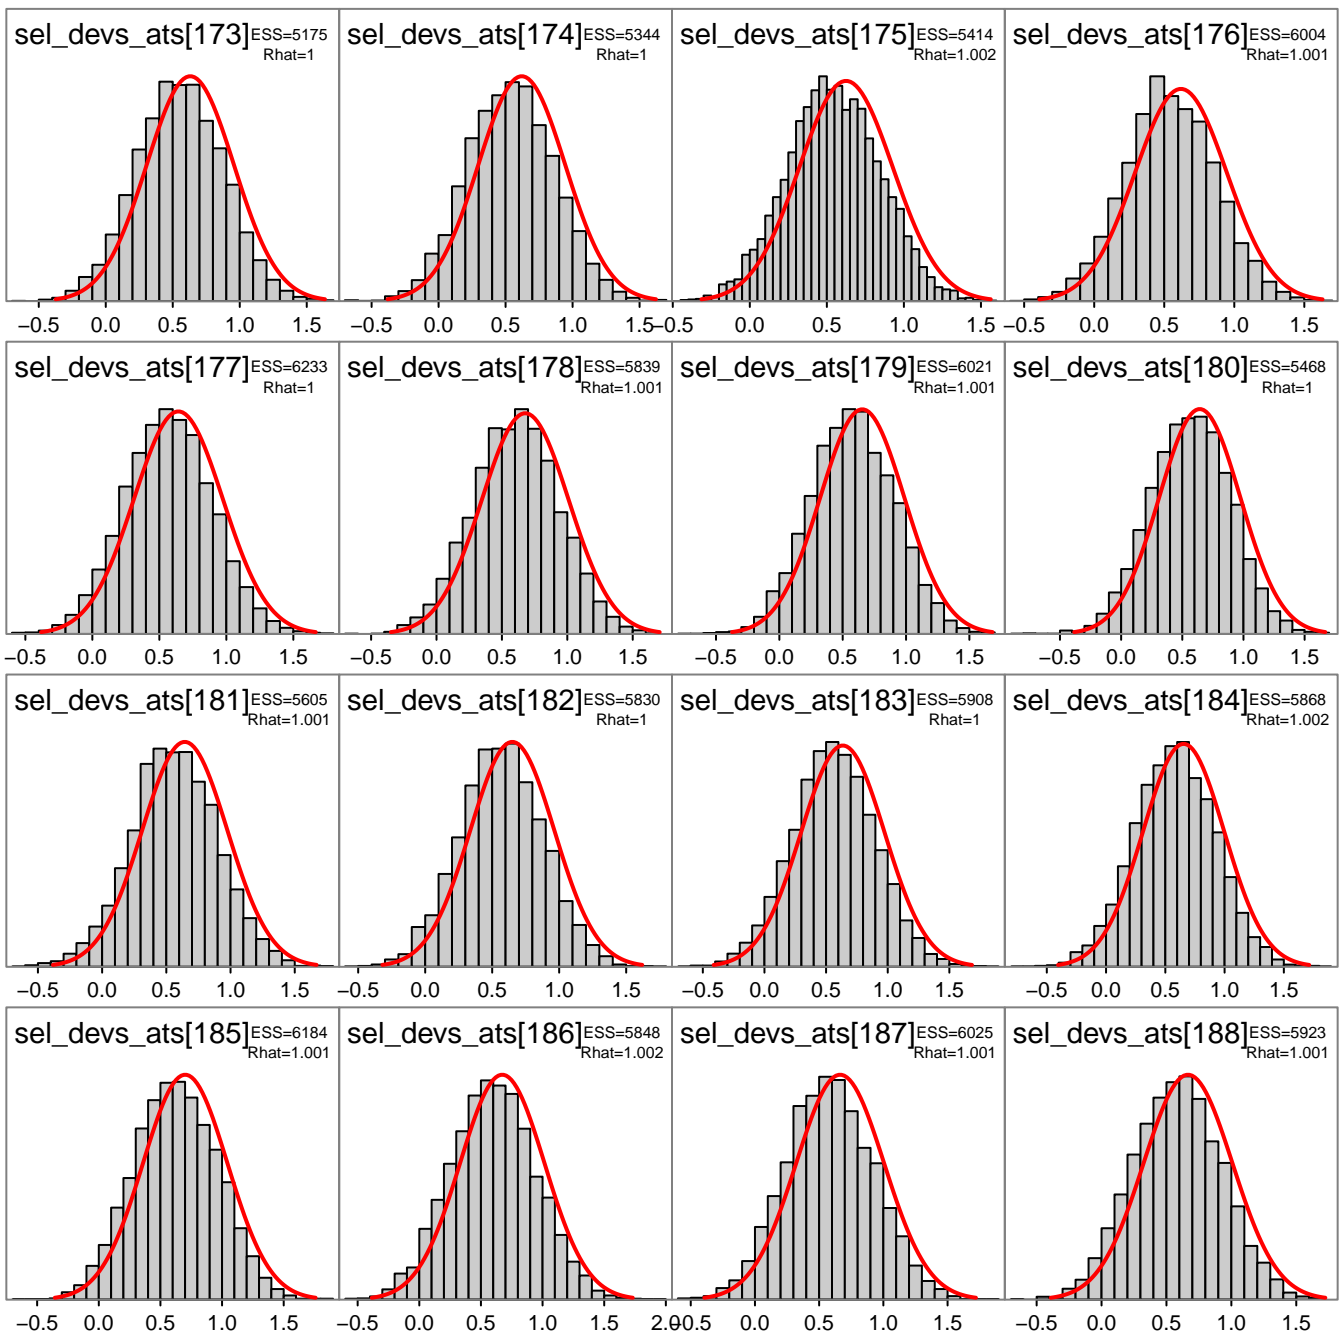 sel_devs_ats[173] ESS=5175
Rhat=1
sel_devs_ats[174] ESS=5344
Rhat=1
sel_devs_ats[175] ESS=5414
Rhat=1.002
sel_devs_ats[176] ESS=6004
Rhat=1.001
−0.5 0.0 0.5 1.0 1.5
0.0 0.5 1.0 1.5
−0.5 0.0 0.5 1.0 1.5
−0.5 0.0 0.5 1.0 1.5
sel_devs_ats[177] ESS=6233
Rhat=1
sel_devs_ats[178] ESS=5839
Rhat=1.001
sel_devs_ats[179] ESS=6021
Rhat=1.001
sel_devs_ats[180] ESS=5468
Rhat=1
−0.5 0.0 0.5 1.0 1.5
−0.5 0.0 0.5 1.0 1.5
−0.5 0.0 0.5 1.0 1.5
−0.5 0.0 0.5 1.0 1.5
sel_devs_ats[181] ESS=5605
Rhat=1.001
sel_devs_ats[182] ESS=5830
Rhat=1
sel_devs_ats[183] ESS=5908
Rhat=1
sel_devs_ats[184] ESS=5868
Rhat=1.002
−0.5 0.0 0.5 1.0 1.5
−0.5 0.0 0.5 1.0 1.5
−0.5 0.0 0.5 1.0 1.5
−0.5 0.0 0.5 1.0 1.5
sel_devs_ats[185] ESS=6184
Rhat=1.001
sel_devs_ats[186] ESS=5848
Rhat=1.002
sel_devs_ats[187] ESS=6025
Rhat=1.001
sel_devs_ats[188] ESS=5923
Rhat=1.001
−0.5 0.0 0.5 1.0 1.5
−0.5 0.0 0.5 1.0 1.5
−0.5 0.0 0.5 1.0 1.5
−0.5 0.0 0.5 1.0 1.5